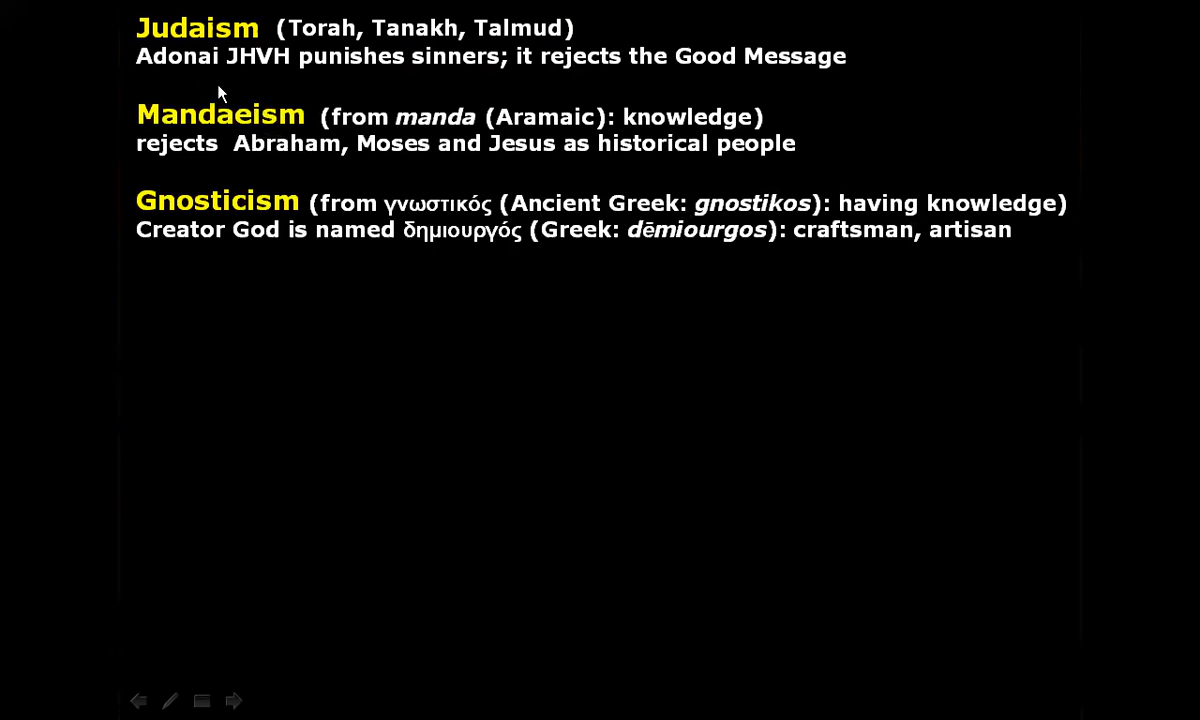 Judaism (Torah, Tanakh, Talmud)
Adonai JHVH punishes sinners; it rejects the Good Message
Mandaeism (from manda (Aramaic): knowledge)
rejects Abraham, Moses and Jesus as historical people
Gnosticism (from γνωστικός (Ancient Greek: gnostikos): having knowledge)
Creator God is named δημιουργός (Greek: dēmiourgos): craftsman, artisan